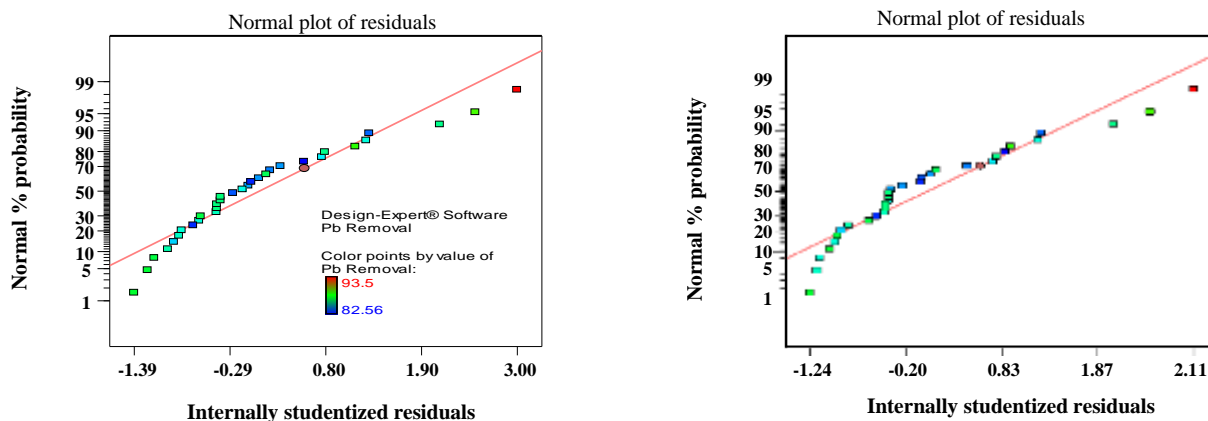 Normal plot of residuals
Normal % probability
99
95
90
80
70
50
30
20
10
5
1
Design-Expert® Software
Pb Removal
Color points by value of
Pb Removal:
93.5
82.56
-1.39 -0.29 0.80 1.90 3.00
Internally studentized residuals
Normal plot of residuals
Normal % probability
99
95
90
80
70
50
30
20
10
5
1
-1.24 -0.20 0.83 1.87 2.11
Internally studentized residuals